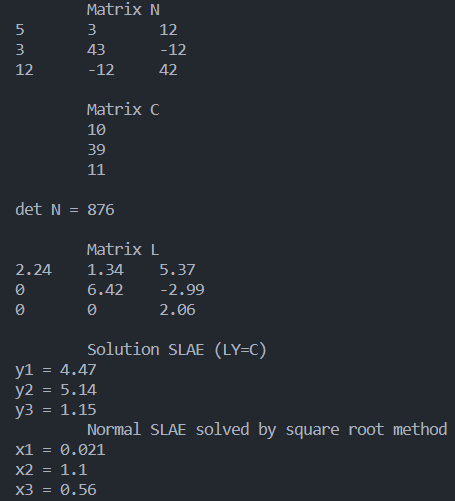 Matrix N
5 3 12
3 43 -12
12 -12 42
Matrix C
10
39
11
det N = 876
Matrix L
2.24 1.34 5.37
0 6.42 -2.99
0 0 2.06
Solution SLAE (LY=C)
y1 = 4.47
y2 = 5.14
y3 = 1.15
Normal SLAE solved by square root method
x1 = 0.021
x2 = 1.1
x3 = 0.56